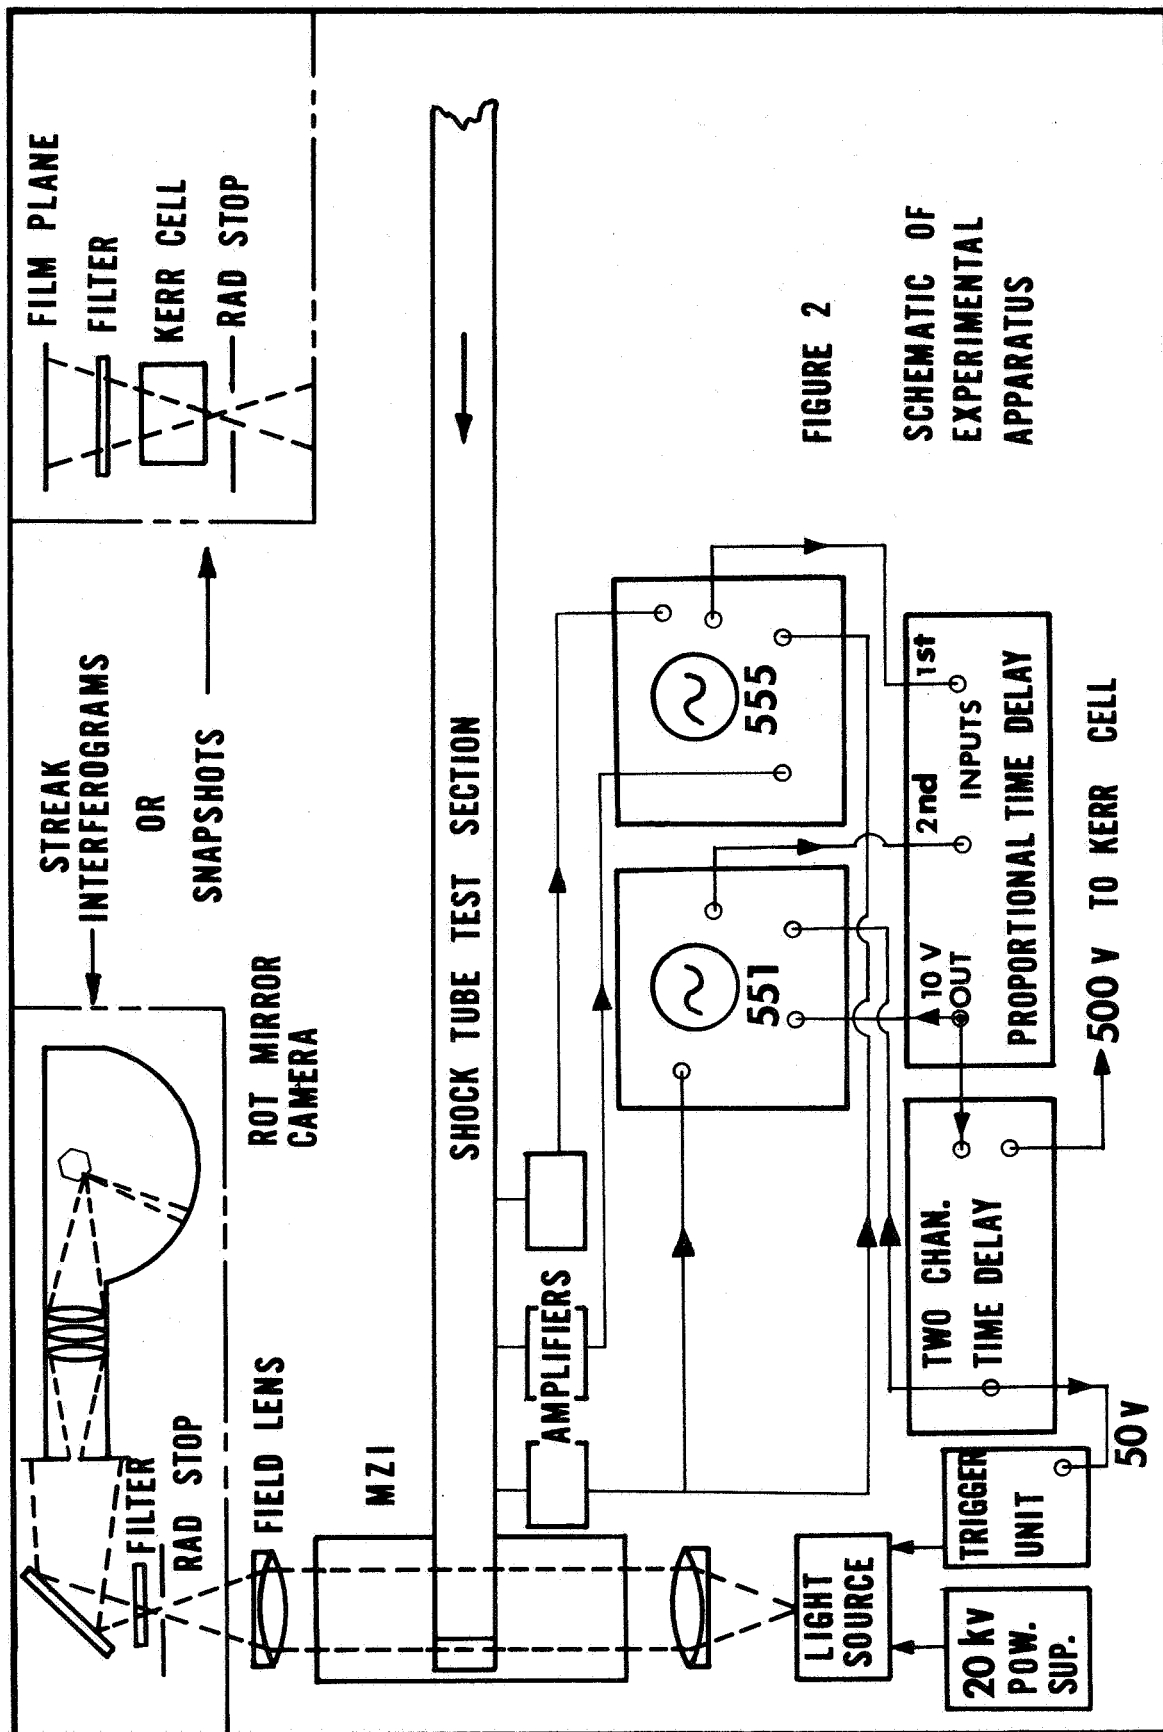 FILM PLANE
FILTER
KERR CELL
RAD STOP
STREAK
INTERFEROGRAMS
OR
SNAPSHOTS
ROT MIRROR
CAMERA
FILTER
RAD STOP
FIELD LENS
MZI
SHOCK TUBE TEST SECTION
AMPLIFIERS
551
555
1st
2nd
INPUTS
10 V
OUT
PROPORTIONAL TIME DELAY
TWO CHAN.
TIME DELAY
500 V TO KERR CELL
50 V
TRIGGER
UNIT
LIGHT
SOURCE
20 KV
POW.
SUP.
FIGURE 2
SCHEMATIC OF
EXPERIMENTAL
APPARATUS